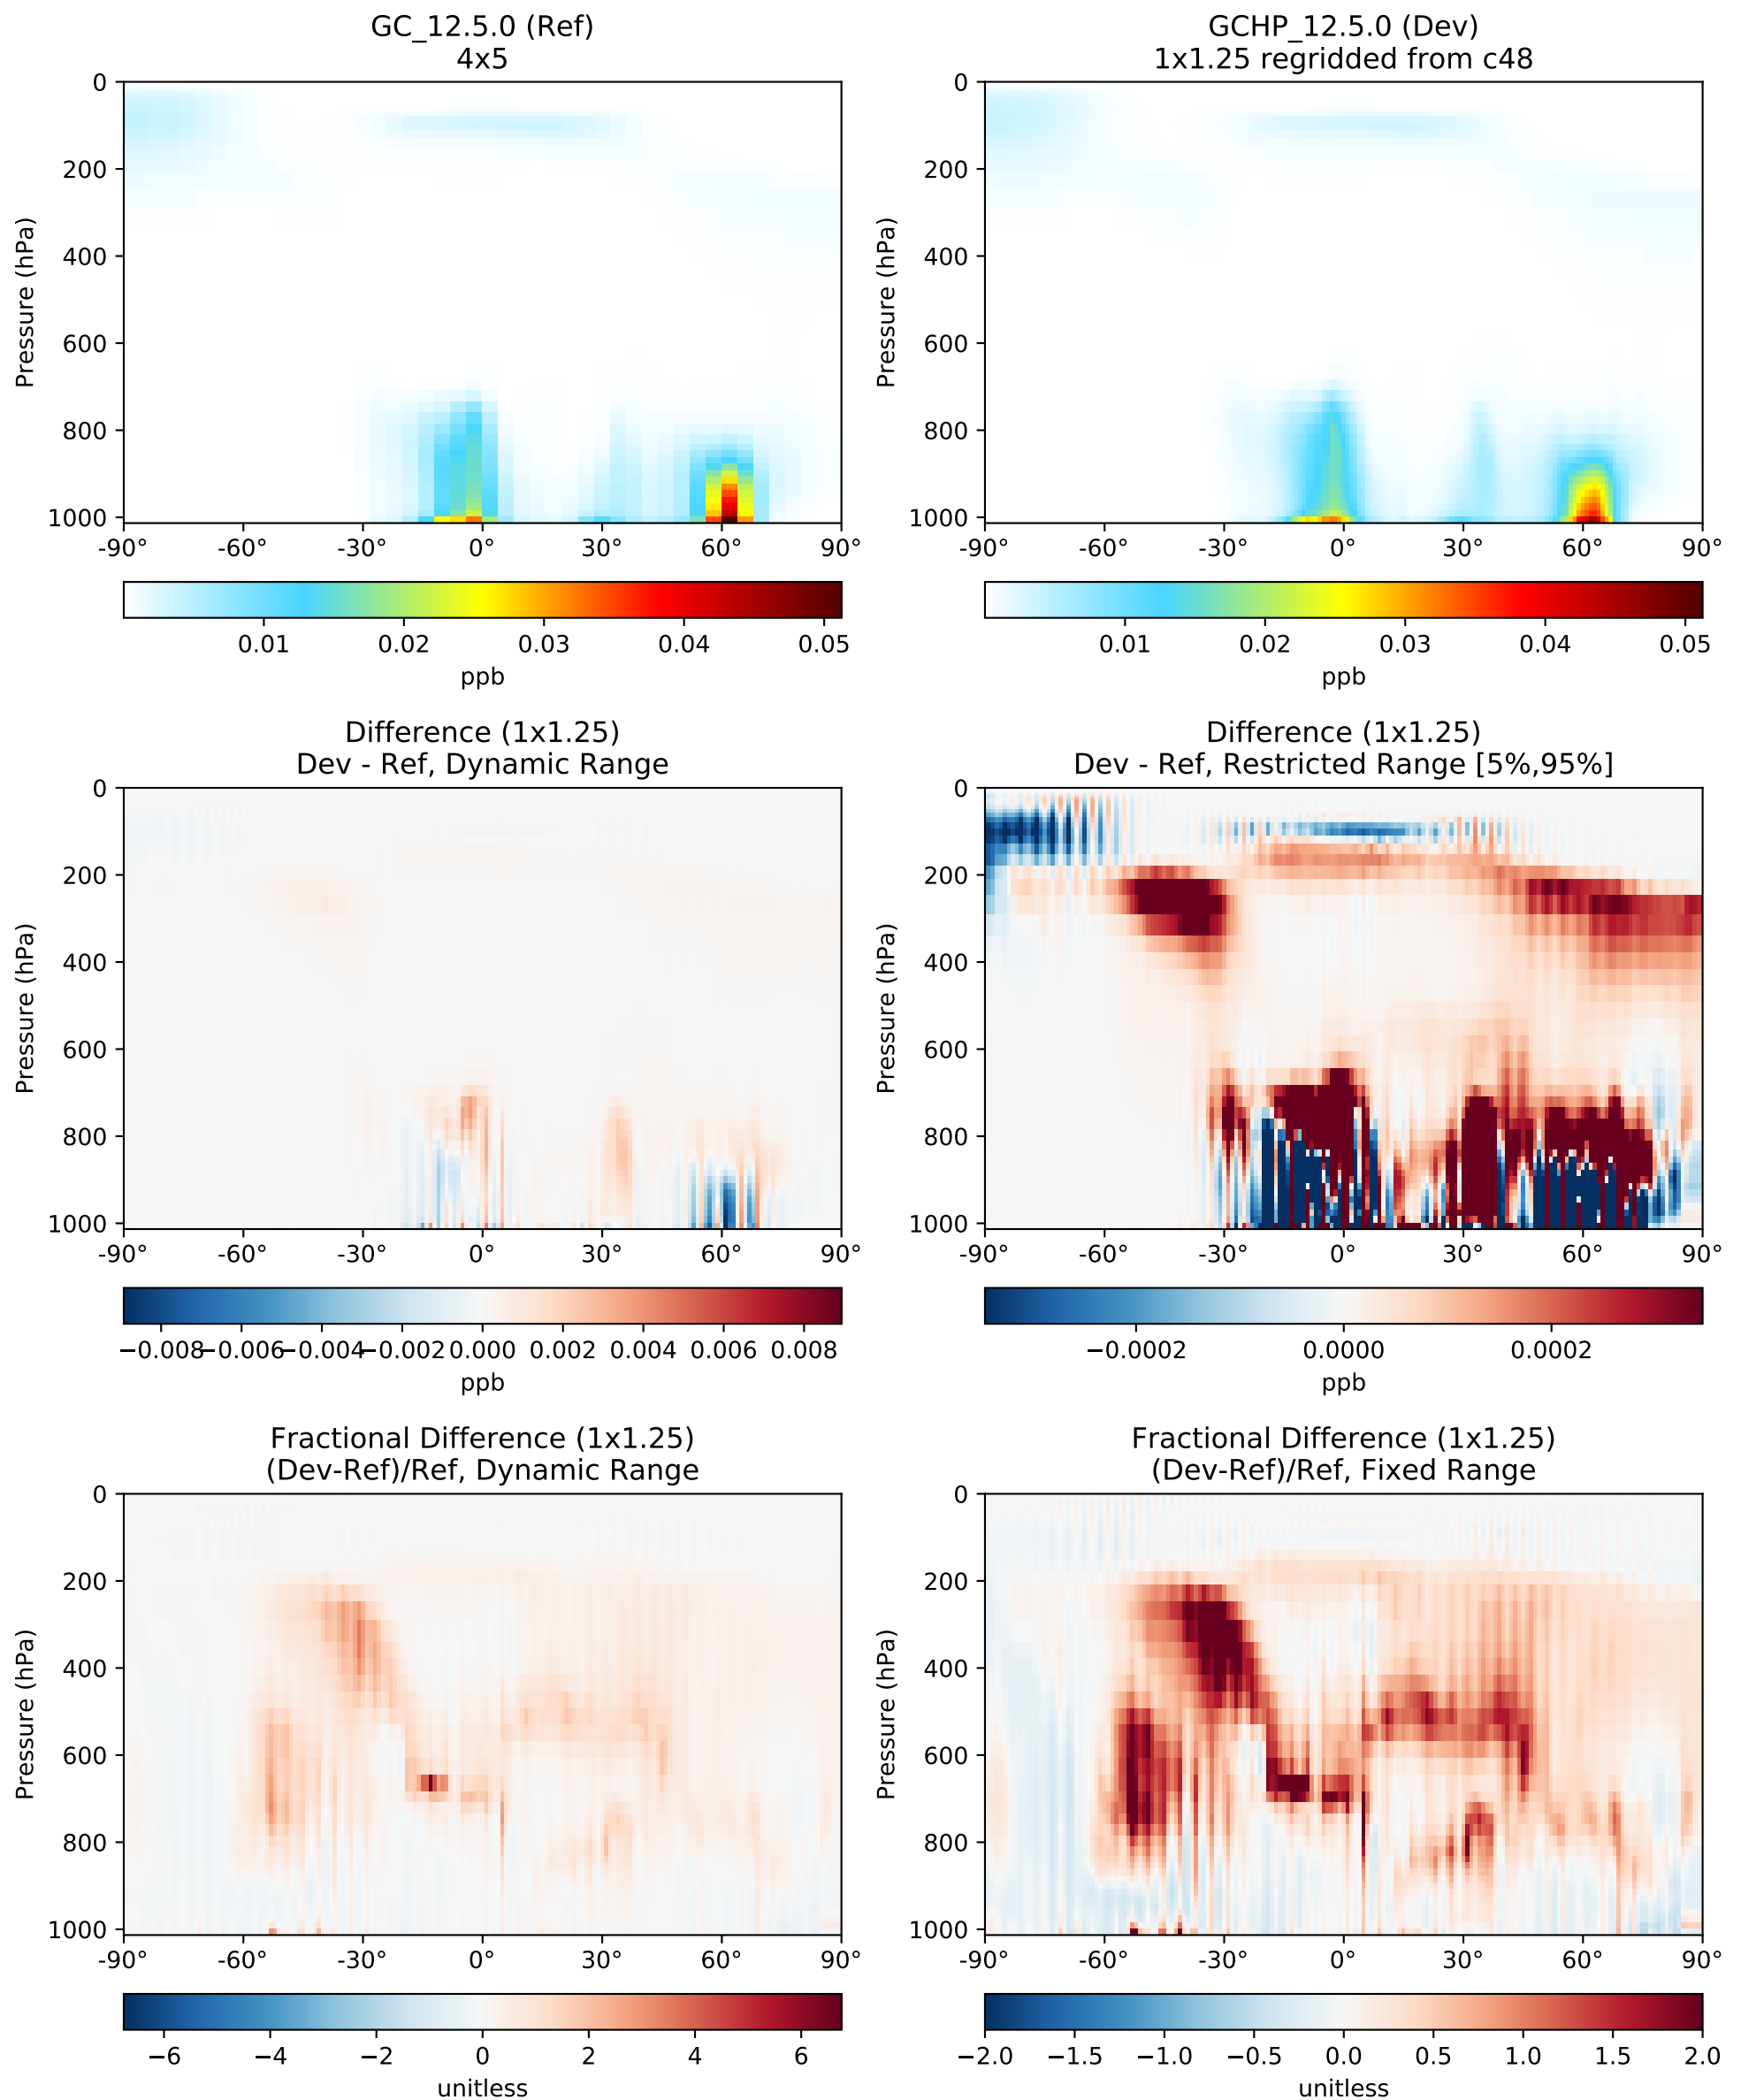 GC_12.5.0 (Ref)
4x5
GCHP_12.5.0 (Dev)
1x1.25 regridded from c48
Pressure (hPa)
0
200
400
600
800
1000
-90° -60° -30° 0° 30° 60° 90°
0.01 0.02 0.03 0.04 0.05
ppb
Pressure (hPa)
0
200
400
600
800
1000
-90° -60° -30° 0° 30° 60° 90°
0.01 0.02 0.03 0.04 0.05
ppb
Difference (1x1.25)
Dev - Ref, Dynamic Range
Pressure (hPa)
0
200
400
600
800
1000
-90° -60° -30° 0° 30° 60° 90°
−0.008 −0.006 −0.004 −0.002 0.000 0.002 0.004 0.006 0.008
ppb
Difference (1x1.25)
Dev - Ref, Restricted Range [5%,95%]
Pressure (hPa)
0
200
400
600
800
1000
-90° -60° -30° 0° 30° 60° 90°
−0.0002 0.0000 0.0002
ppb
Fractional Difference (1x1.25)
(Dev-Ref)/Ref, Dynamic Range
Pressure (hPa)
0
200
400
600
800
1000
-90° -60° -30° 0° 30° 60° 90°
−6 −4 −2 0 2 4 6
unitless
Fractional Difference (1x1.25)
(Dev-Ref)/Ref, Fixed Range
Pressure (hPa)
0
200
400
600
800
1000
-90° -60° -30° 0° 30° 60° 90°
−2.0 −1.5 −1.0 −0.5 0.0 0.5 1.0 1.5 2.0
unitless